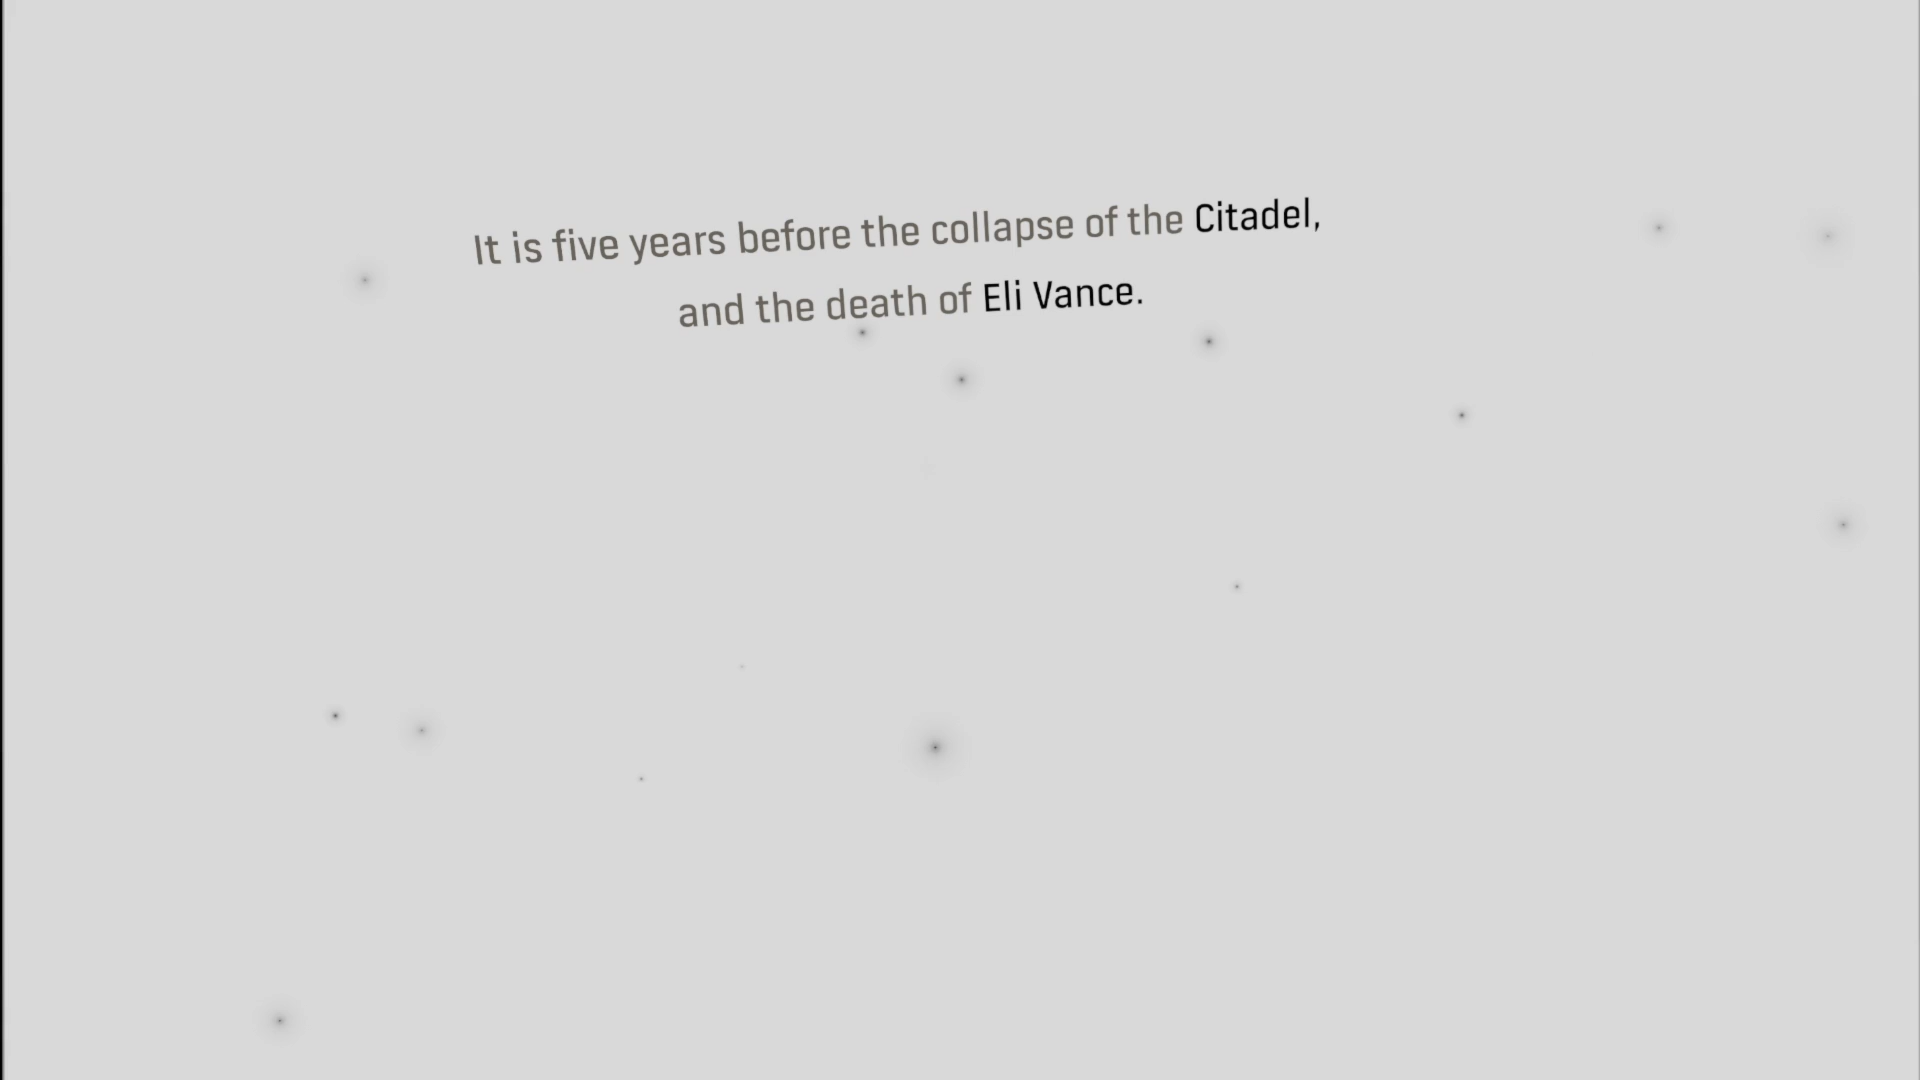 It is five years before the collapse of the Citadel,
and the death of Eli Vance.